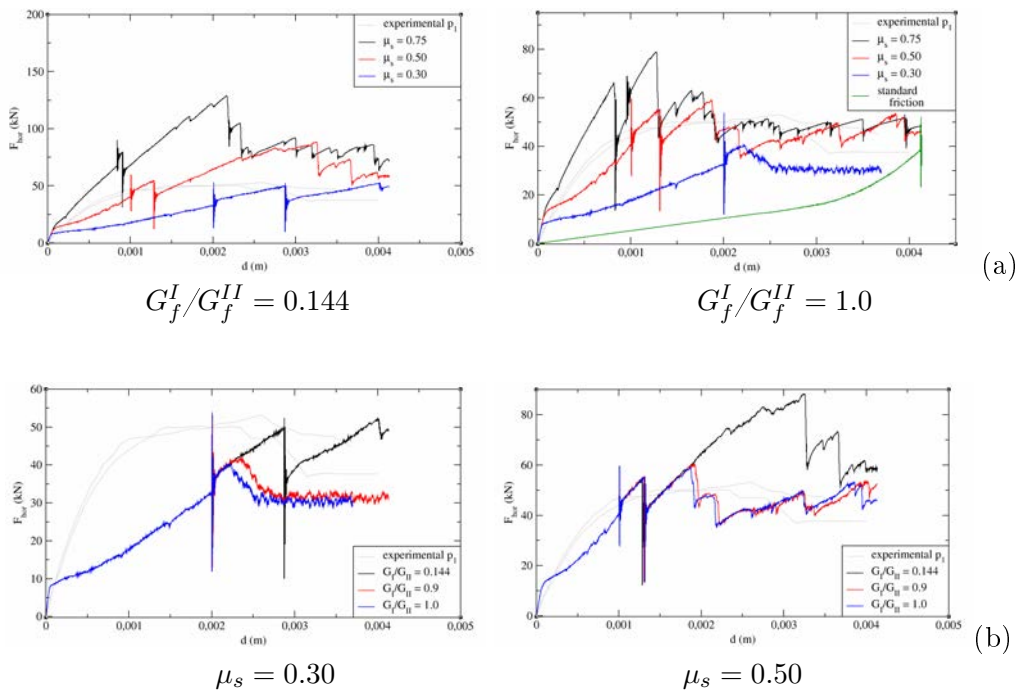 200
150
100
50
0
F_hor (kN)
0
0,001
0,002
0,003
0,004
0,005
d (m)
experimental p_1
μ_s = 0.75
μ_s = 0.50
μ_s = 0.30
G_f^I/G_f^II = 0.144
80
60
40
20
0
F_hor (kN)
0
0,001
0,002
0,003
0,004
d (m)
experimental p_1
μ_s = 0.75
μ_s = 0.50
μ_s = 0.30
standard
friction
G_f^I/G_f^II = 1.0
(a)
60
50
40
30
20
10
0
F_hor (kN)
0
0,001
0,002
0,003
0,004
0,005
d (m)
experimental p_1
G_I/G_II = 0.144
G_I/G_II = 0.9
G_I/G_II = 1.0
μ_s = 0.30
80
60
40
20
0
F_hor (kN)
0
0,001
0,002
0,003
0,004
0,005
d (m)
experimental p_1
G_I/G_II = 0.144
G_I/G_II = 0.9
G_I/G_II = 1.0
μ_s = 0.50
(b)